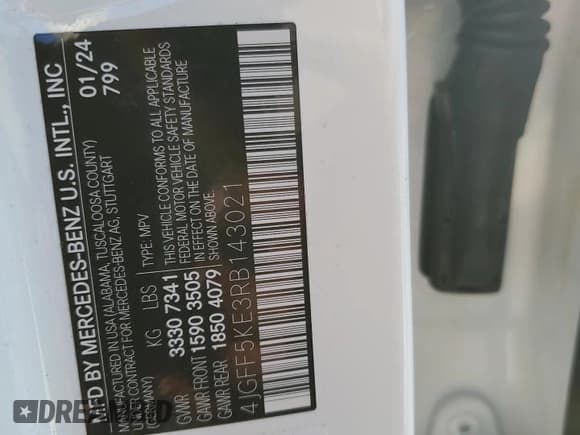 ED BY MERCEDES-BENZ U.S. INTL., INC
MANUFACTURED IN USA (ALABAMA, TUSCALOOSA COUNTY)
UNDER CONTRACT FOR MERCEDES-BENZ AG, STUTTGART
(GERMANY)
01/24
799
KG LBS TYPE: MPV
GVWR 3330 7341 THIS VEHICLE CONFORMS TO ALL APPLICABLE
GAWR FRONT 1590 3505 FEDERAL MOTOR VEHICLE SAFETY STANDARDS
GAWR REAR 1850 4079 IN EFFECT ON THE DATE OF MANUFACTURE
SHOWN ABOVE.
4JGFF5KE3RB143021